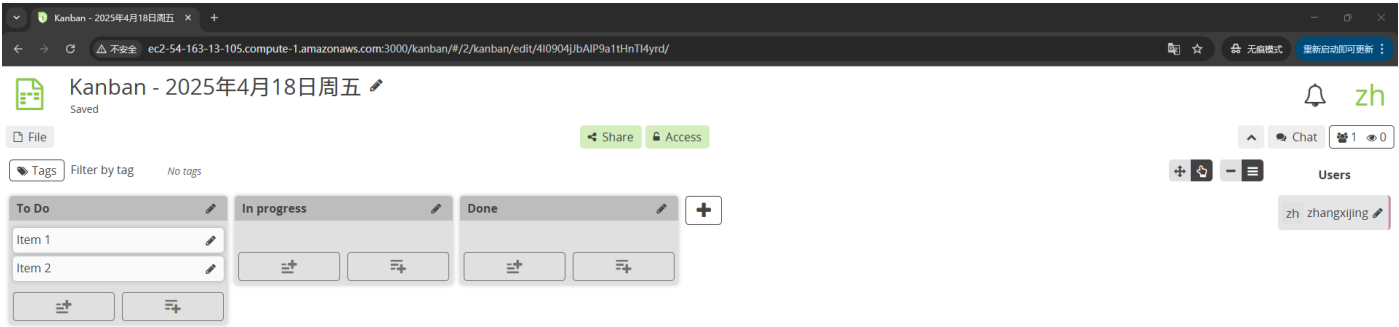 Kanban - 2025年4月18日周五
不安全 ec2-54-163-13-105.compute-1.amazonaws.com:3000/kanban/#/2/kanban/edit/4I0904jJbAIP9a1tHnTI4yrd/ 无痕模式 重新启动即可更新
Kanban - 2025年4月18日周五
Saved
zh
File Share Access Chat 1 0
Tags Filter by tag No tags
Users
To Do In progress Done
zh zhangxijing
Item 1
Item 2